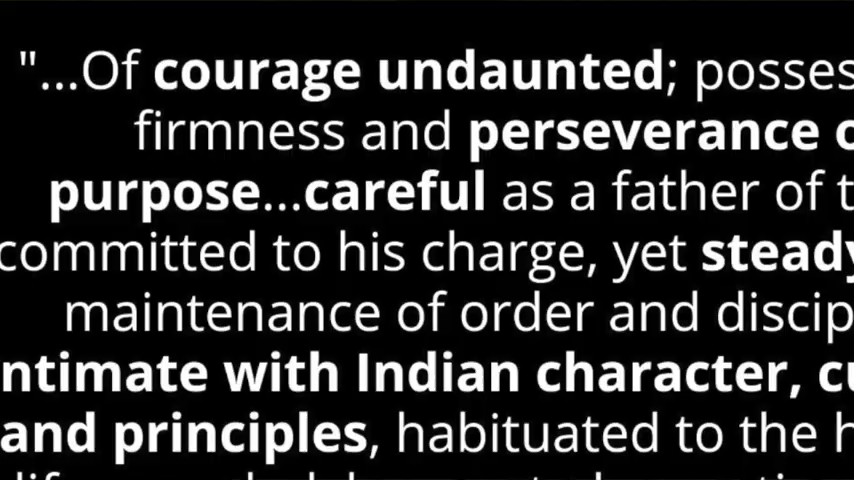 "...Of courage undaunted; posses
firmness and perseverance o
purpose...careful as a father of t
committed to his charge, yet steady
maintenance of order and discip
ntimate with Indian character, cu
and principles, habituated to the h